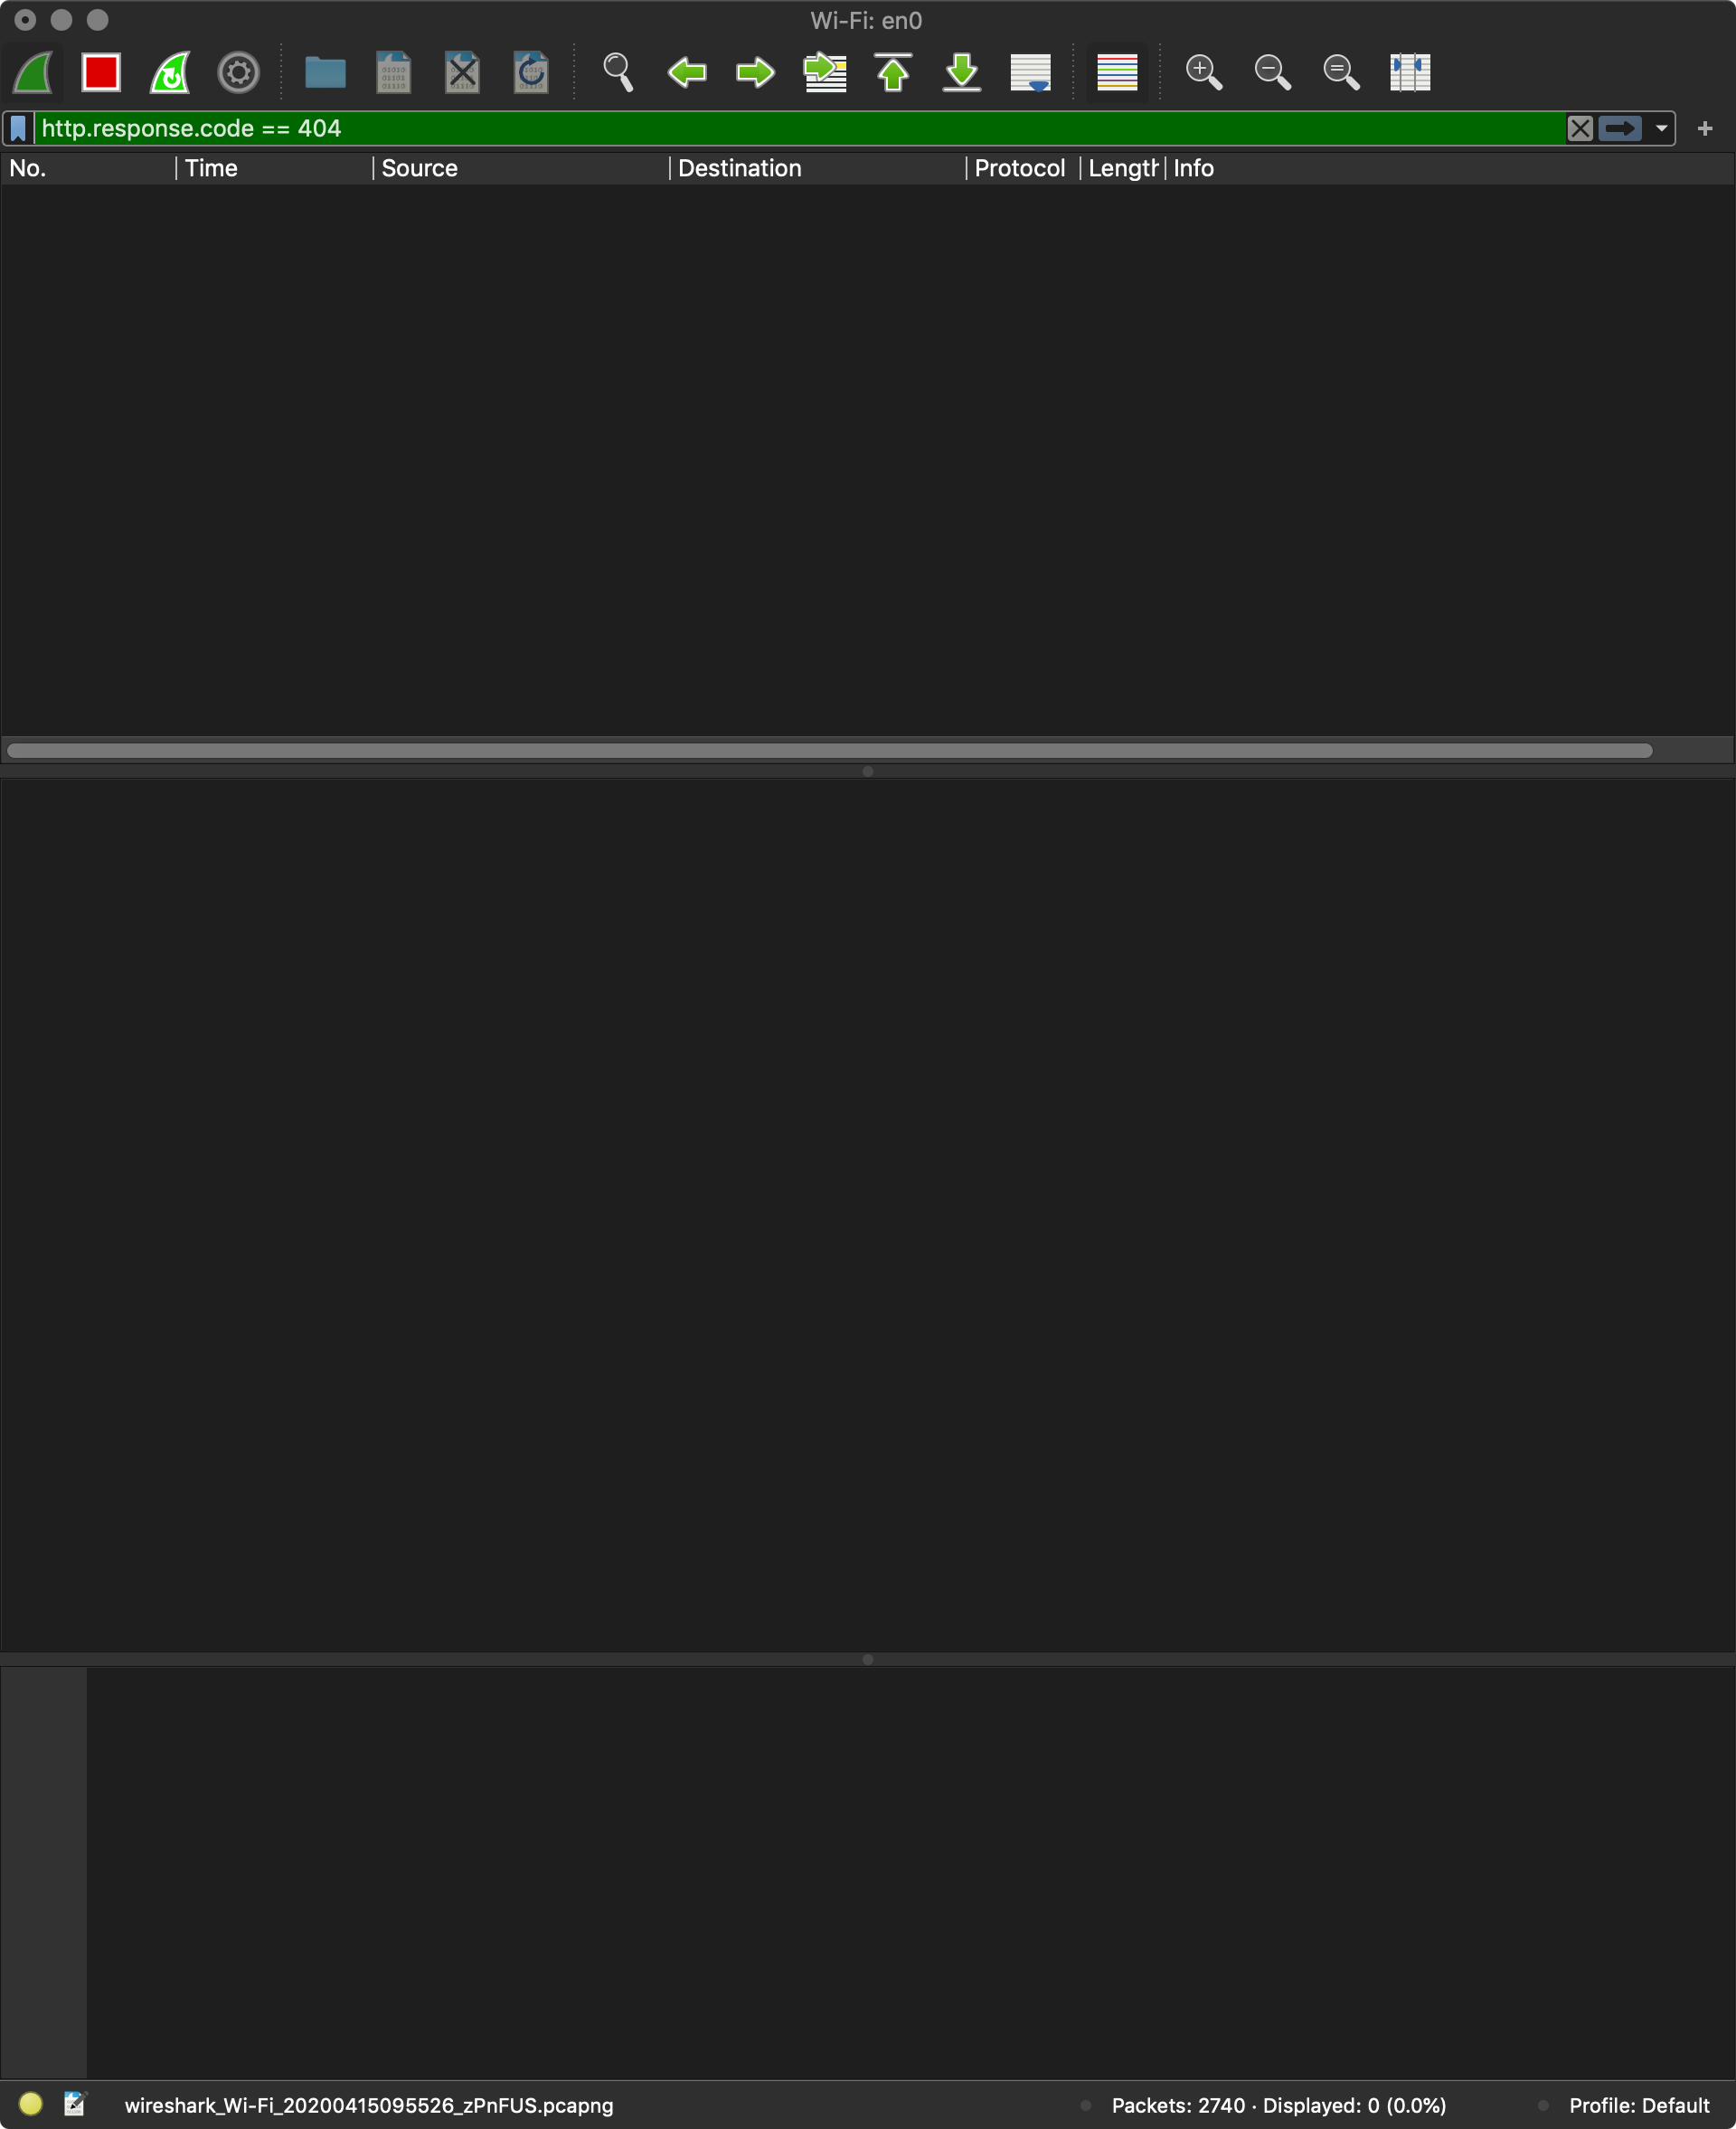 Wi-Fi: en0
http.response.code == 404
No. Time Source Destination Protocol Length Info
wireshark_Wi-Fi_20200415095526_zPnFUS.pcapng Packets: 2740 · Displayed: 0 (0.0%) Profile: Default